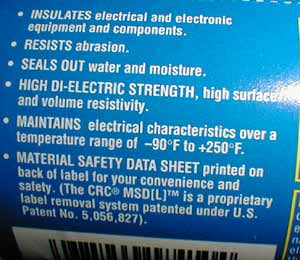 • INSULATES electrical and electronic
equipment and components.
• RESISTS abrasion.
• SEALS OUT water and moisture.
• HIGH DI-ELECTRIC STRENGTH, high surface
and volume resistivity.
• MAINTAINS electrical characteristics over a
temperature range of –90°F to +250°F.
• MATERIAL SAFETY DATA SHEET printed on
back of label for your convenience and
safety. (The CRC® MSD[L]™ is a proprietary
label removal system patented under U.S.
Patent No. 5,056,827).